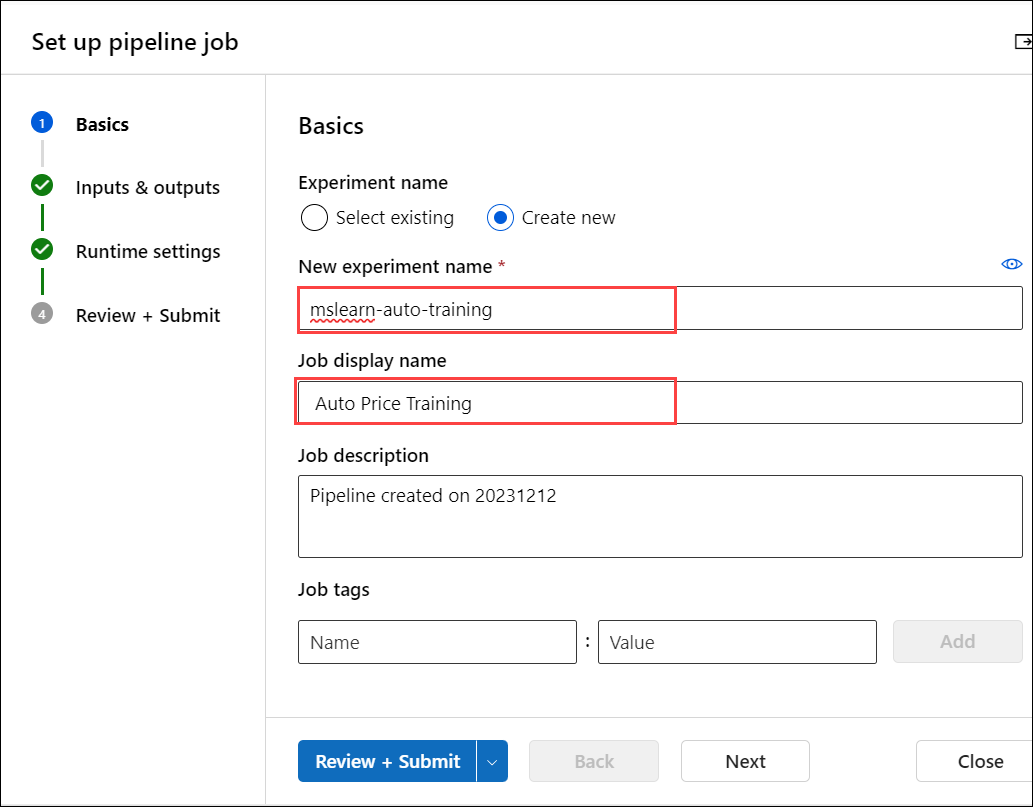 Set up pipeline job
1 Basics
Inputs & outputs
Runtime settings
4 Review + Submit
Basics
Experiment name
Select existing Create new
New experiment name *
mslearn-auto-training
Job display name
Auto Price Training
Job description
Pipeline created on 20231212
Job tags
Name : Value Add
Review + Submit Back Next Close